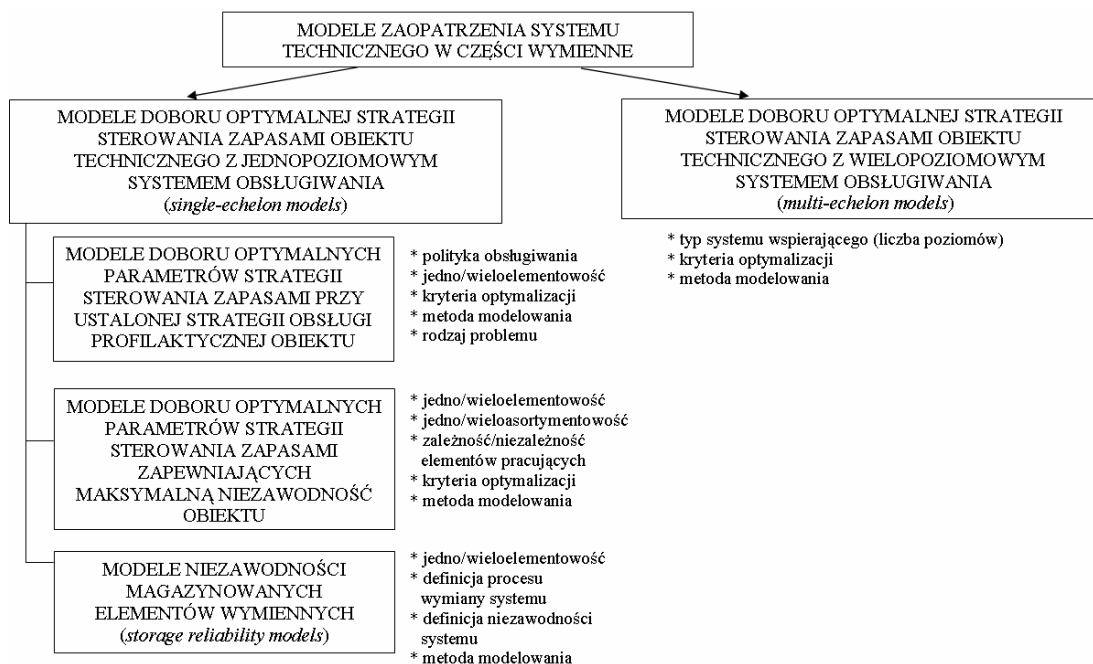 MODELE ZAOPATRZENIA SYSTEMU
TECHNICZNEGO W CZĘŚCI WYMIENNE
MODELE DOBORU OPTYMALNEJ STRATEGII
STEROWANIA ZAPASAMI OBIEKTU
TECHNICZNEGO Z JEDNOPOZIOMOWYM
SYSTEMEM OBSŁUGIWANIA
(single-echelon models)
MODELE DOBORU OPTYMALNEJ STRATEGII
STEROWANIA ZAPASAMI OBIEKTU
TECHNICZNEGO Z WIELOPOZIOMOWYM
SYSTEMEM OBSŁUGIWANIA
(multi-echelon models)
* typ systemu wspierającego (liczba poziomów)
* kryteria optymalizacji
* metoda modelowania
MODELE DOBORU OPTYMALNYCH
PARAMETRÓW STRATEGII
STEROWANIA ZAPASAMI PRZY
USTALONEJ STRATEGII OBSŁUGI
PROFILAKTYCZNEJ OBIEKTU
* polityka obsługiwania
* jedno/wieloelementowość
* kryteria optymalizacji
* metoda modelowania
* rodzaj problemu
MODELE DOBORU OPTYMALNYCH
PARAMETRÓW STRATEGII
STEROWANIA ZAPASAMI
ZAPEWNIAJĄCYCH
MAKSYMALNĄ NIEZAWODNOŚĆ
OBIEKTU
* jedno/wieloelementowość
* jedno/wieloasortymentowość
* zależność/niezależność
elementów pracujących
* kryteria optymalizacji
* metoda modelowania
MODELE NIEZAWODNOŚCI
MAGAZYNOWANYCH
ELEMENTÓW WYMIENNYCH
(storage reliability models)
* jedno/wieloelementowość
* definicja procesu
wymiany systemu
* definicja niezawodności
systemu
* metoda modelowania